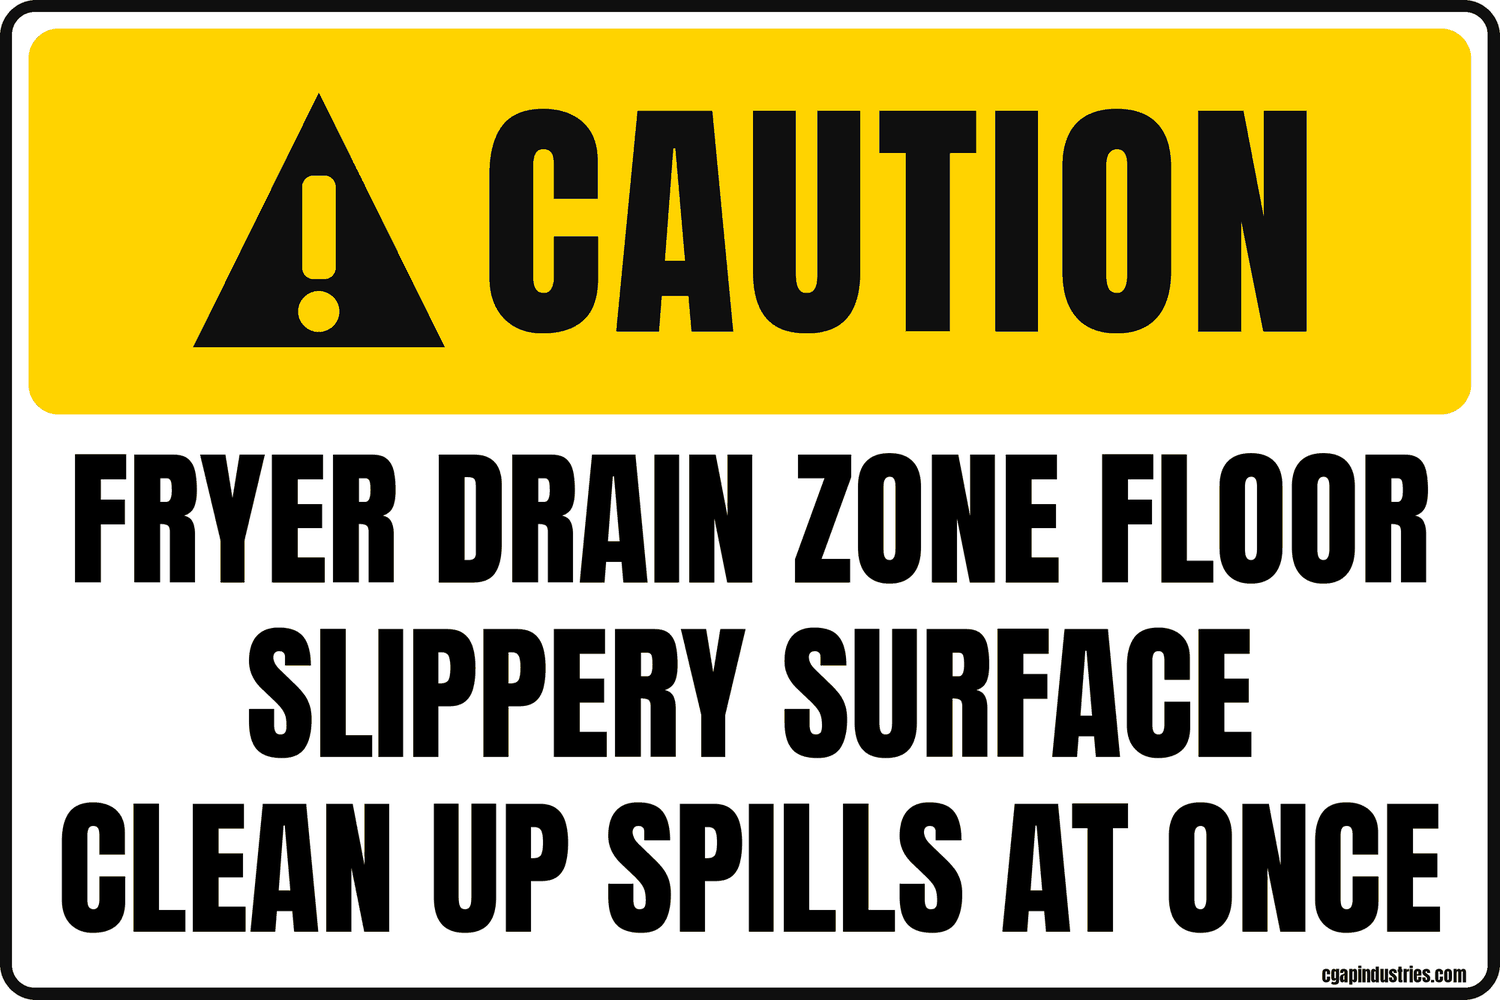 CAUTION
FRYER DRAIN ZONE FLOOR
SLIPPERY SURFACE
CLEAN UP SPILLS AT ONCE
cgapindustries.com